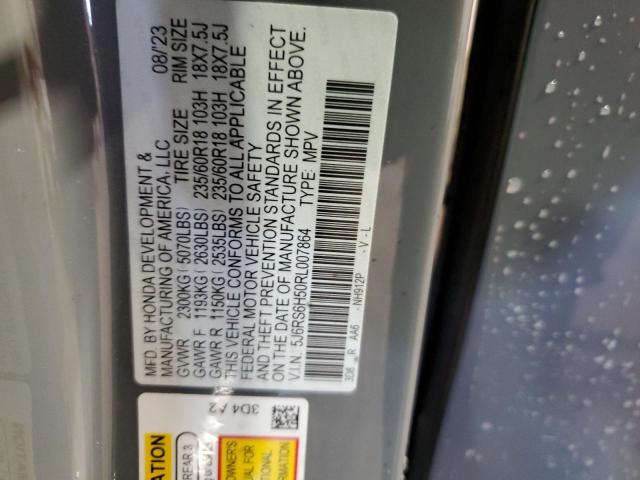 MFD. BY HONDA DEVELOPMENT &
MANUFACTURING OF AMERICA, LLC 08/'23
GVWR 2300KG(5070LBS) TIRE SIZE RIM SIZE
GAWR F 1193KG(2630LBS) 235/60R18 103H 18X7.5J
GAWR R 1150KG(2535LBS) 235/60R18 103H 18X7.5J
THIS VEHICLE CONFORMS TO ALL APPLICABLE
FEDERAL MOTOR VEHICLE SAFETY
AND THEFT PREVENTION STANDARDS IN EFFECT
ON THE DATE OF MANUFACTURE SHOWN ABOVE.
V.I.N.: 5J6RS6H50RL007864 TYPE: MPV
3D8 _ R AA6 -NH912P -V-L
3D4
REAR 3
OWNER'S